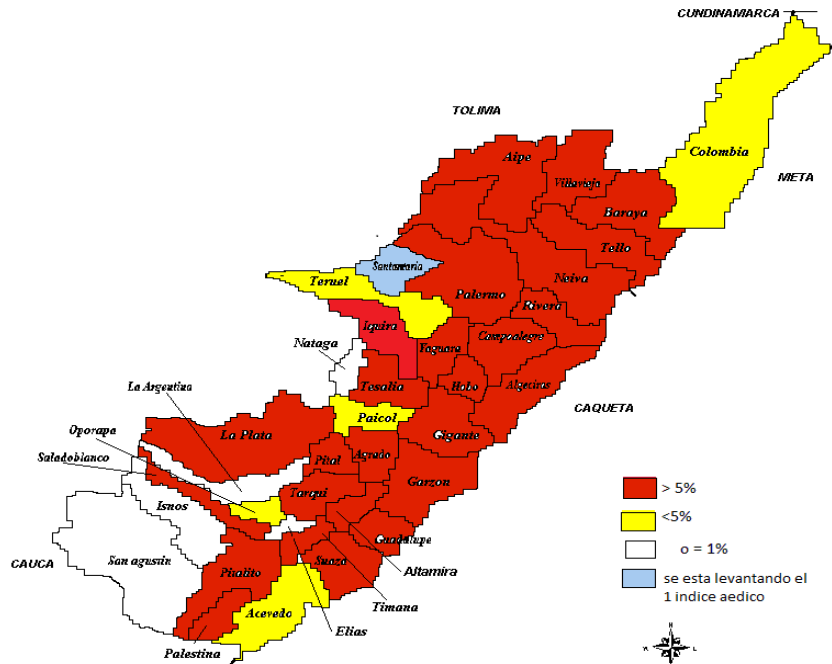 CUNDINAMARCA
TOLIMA
Colombia
META
Aipe
Villavieja
Baraya
Tello
Santamaria
Teruel
Neiva
Palermo
Rivera
Iquira
Campoalegre
Yaguara
Nataga
Tesalia
Hobo
Algeciras
La Argentina
CAQUETA
Paicol
Oporapa
La Plata
Gigante
Saladobianco
Pital
Agrado
Garzon
Tarqui
Isnos
Guadalupe
San agustin
CAUCA
Suaza
Altamira
Pitalito
Timana
Acevedo
Elias
Palestina
> 5%
<5%
o = 1%
se esta levantando el
1 indice aedico
N
S
L